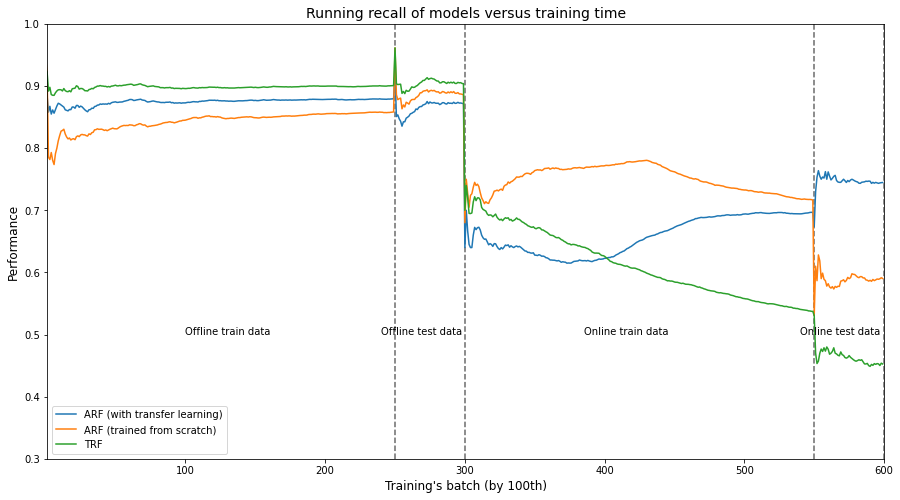 Running recall of models versus training time
Performance
1.0
0.9
0.8
0.7
0.6
0.5
0.4
0.3
Offline train data
Offline test data
Online train data
Online test data
ARF (with transfer learning)
ARF (trained from scratch)
TRF
100
200
300
400
500
600
Training's batch (by 100th)